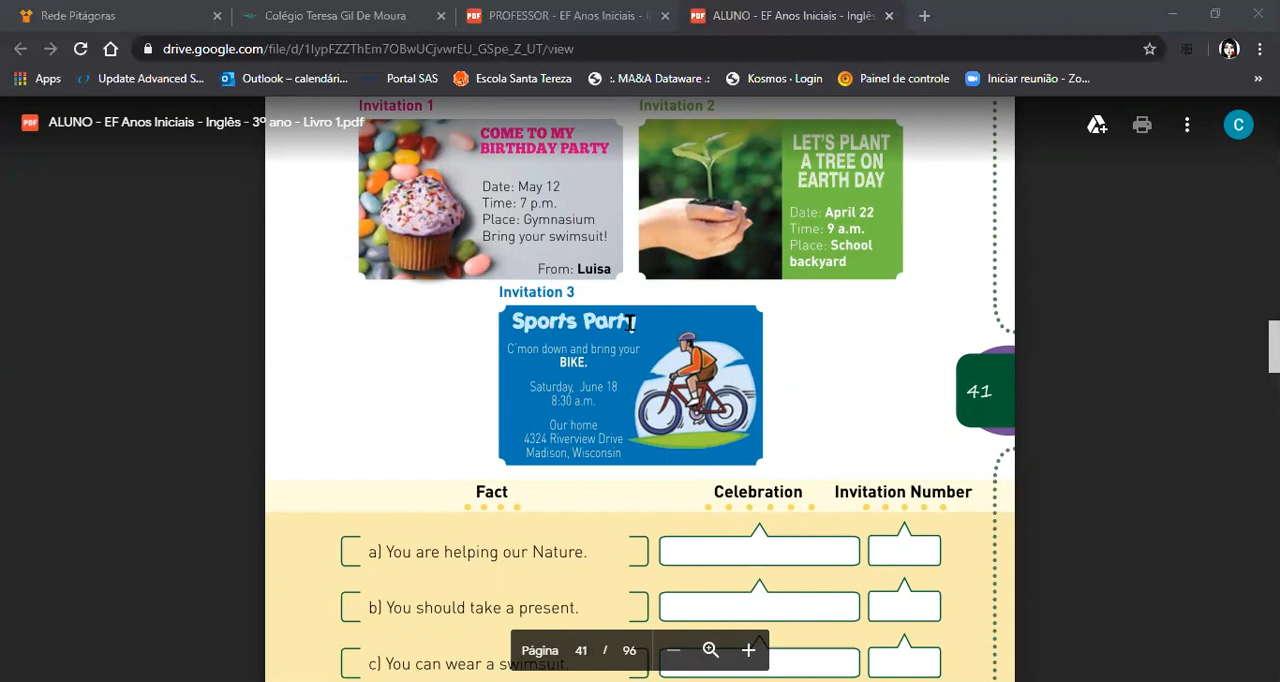 Rede Pitágoras
Colégio Teresa Gil De Moura
PROFESSOR - EF Anos Iniciais -
ALUNO - EF Anos Iniciais - Inglês
drive.google.com/file/d/1IypFZZThEm7OBwUCjvwrEU_GSpe_Z_UT/view
Apps Update Advanced S... Outlook – calendári... Portal SAS Escola Santa Tereza :. MA&A Dataware .: Kosmos · Login Painel de controle Iniciar reunião - Zo... »
ALUNO - EF Anos Iniciais - Inglês - 3º ano - Livro 1.pdf
C
Invitation 1
COME TO MY
BIRTHDAY PARTY
Date: May 12
Time: 7 p.m.
Place: Gymnasium
Bring your swimsuit!
From: Luisa
Invitation 2
LET'S PLANT
A TREE ON
EARTH DAY
Date: April 22
Time: 9 a.m.
Place: School
backyard
Invitation 3
Sports Party
C'mon down and bring your
BIKE.
Saturday, June 18
8:30 a.m.
Our home
4324 Riverview Drive
Madison, Wisconsin
41
Fact Celebration Invitation Number
a) You are helping our Nature.
b) You should take a present.
c) You can wear a swimsuit.
Página 41 / 96